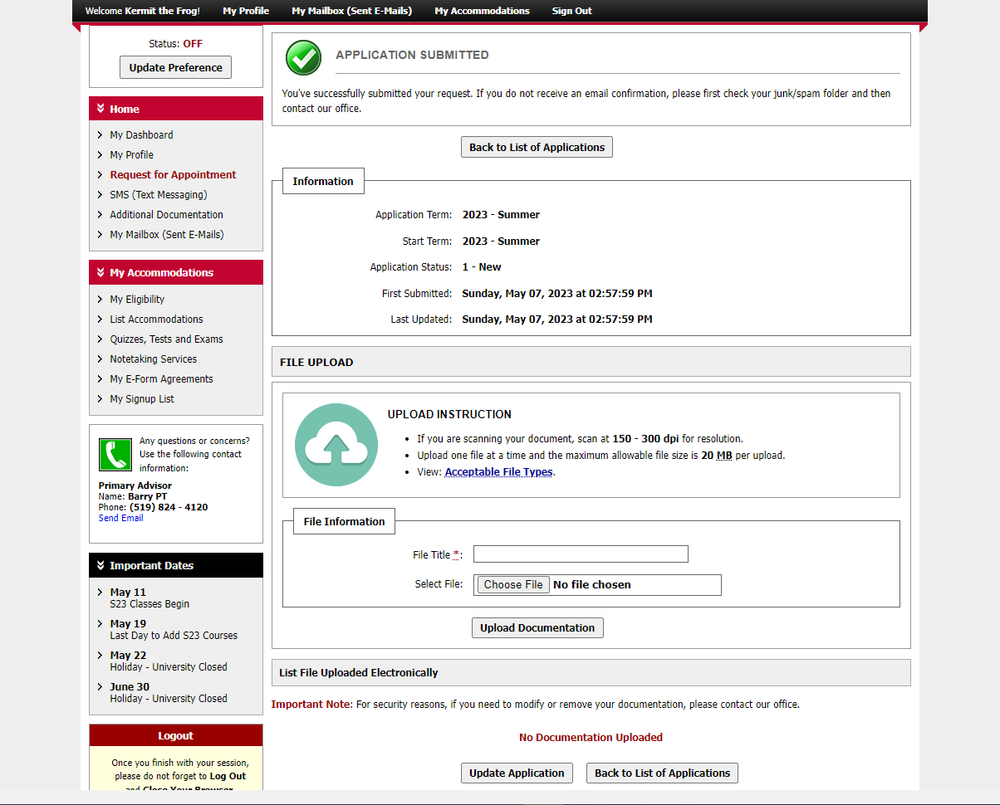 Welcome Kermit the Frog! My Profile My Mailbox (Sent E-Mails) My Accommodations Sign Out
Status: OFF
Update Preference
Home
My Dashboard
My Profile
Request for Appointment
SMS (Text Messaging)
Additional Documentation
My Mailbox (Sent E-Mails)
My Accommodations
My Eligibility
List Accommodations
Quizzes, Tests and Exams
Notetaking Services
My E-Form Agreements
My Signup List
Any questions or concerns?
Use the following contact
information:
Primary Advisor
Name: Barry PT
Phone: (519) 824 - 4120
Send Email
Important Dates
May 11
S23 Classes Begin
May 19
Last Day to Add S23 Courses
May 22
Holiday - University Closed
June 30
Holiday - University Closed
Logout
Once you finish with your session,
please do not forget to Log Out
and Close Your Browser
APPLICATION SUBMITTED
You've successfully submitted your request. If you do not receive an email confirmation, please first check your junk/spam folder and then
contact our office.
Back to List of Applications
Information
Application Term: 2023 - Summer
Start Term: 2023 - Summer
Application Status: 1 - New
First Submitted: Sunday, May 07, 2023 at 02:57:59 PM
Last Updated: Sunday, May 07, 2023 at 02:57:59 PM
FILE UPLOAD
UPLOAD INSTRUCTION
• If you are scanning your document, scan at 150 - 300 dpi for resolution.
• Upload one file at a time and the maximum allowable file size is 20 MB per upload.
• View: Acceptable File Types.
File Information
File Title *:
Select File: Choose File No file chosen
Upload Documentation
List File Uploaded Electronically
Important Note: For security reasons, if you need to modify or remove your documentation, please contact our office.
No Documentation Uploaded
Update Application Back to List of Applications